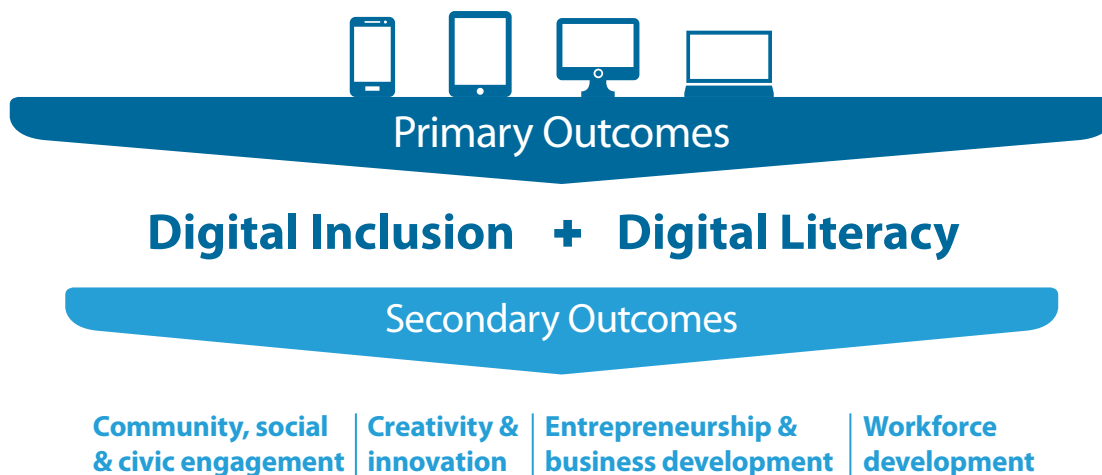 Primary Outcomes
Digital Inclusion + Digital Literacy
Secondary Outcomes
Community, social
& civic engagement
Creativity &
innovation
Entrepreneurship &
business development
Workforce
development